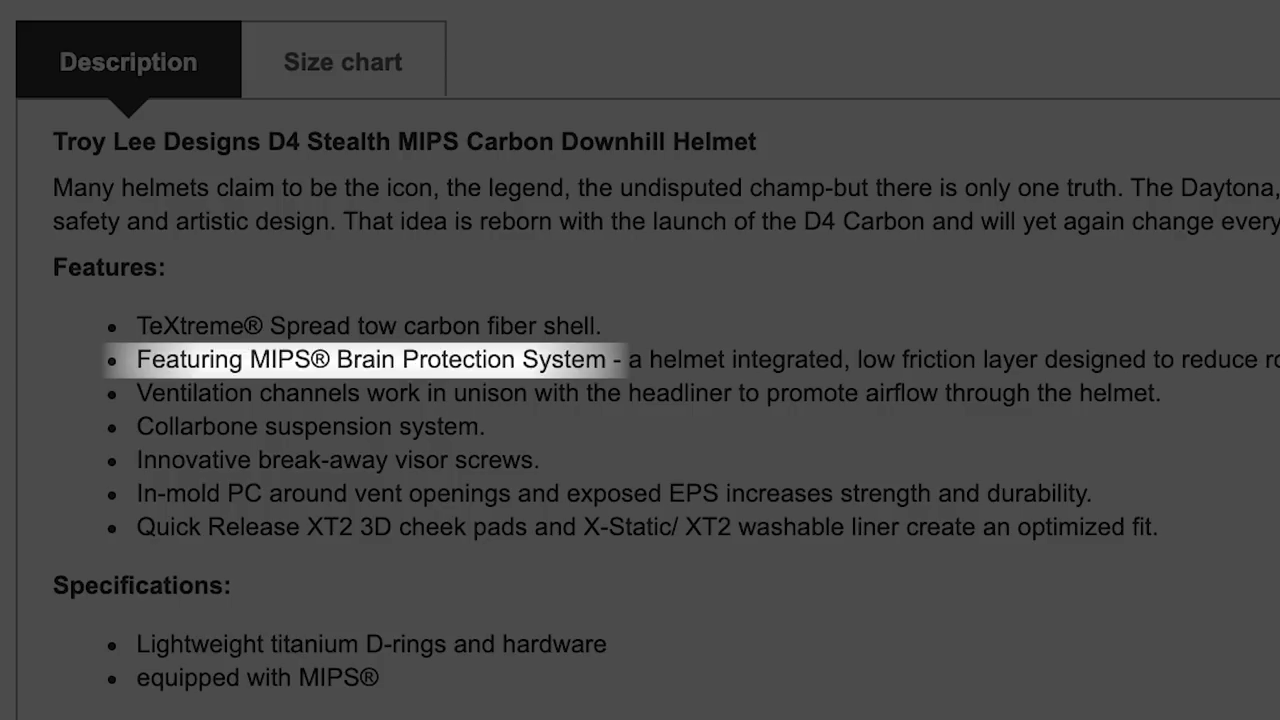 Description
Size chart
Troy Lee Designs D4 Stealth MIPS Carbon Downhill Helmet
Many helmets claim to be the icon, the legend, the undisputed champ-but there is only one truth. The Daytona,
safety and artistic design. That idea is reborn with the launch of the D4 Carbon and will yet again change every
Features:
• TeXtreme® Spread tow carbon fiber shell.
• Featuring MIPS® Brain Protection System - a helmet integrated, low friction layer designed to reduce
• Ventilation channels work in unison with the headliner to promote airflow through the helmet.
• Collarbone suspension system.
• Innovative break-away visor screws.
• In-mold PC around vent openings and exposed EPS increases strength and durability.
• Quick Release XT2 3D cheek pads and X-Static/ XT2 washable liner create an optimized fit.
Specifications:
• Lightweight titanium D-rings and hardware
• equipped with MIPS®